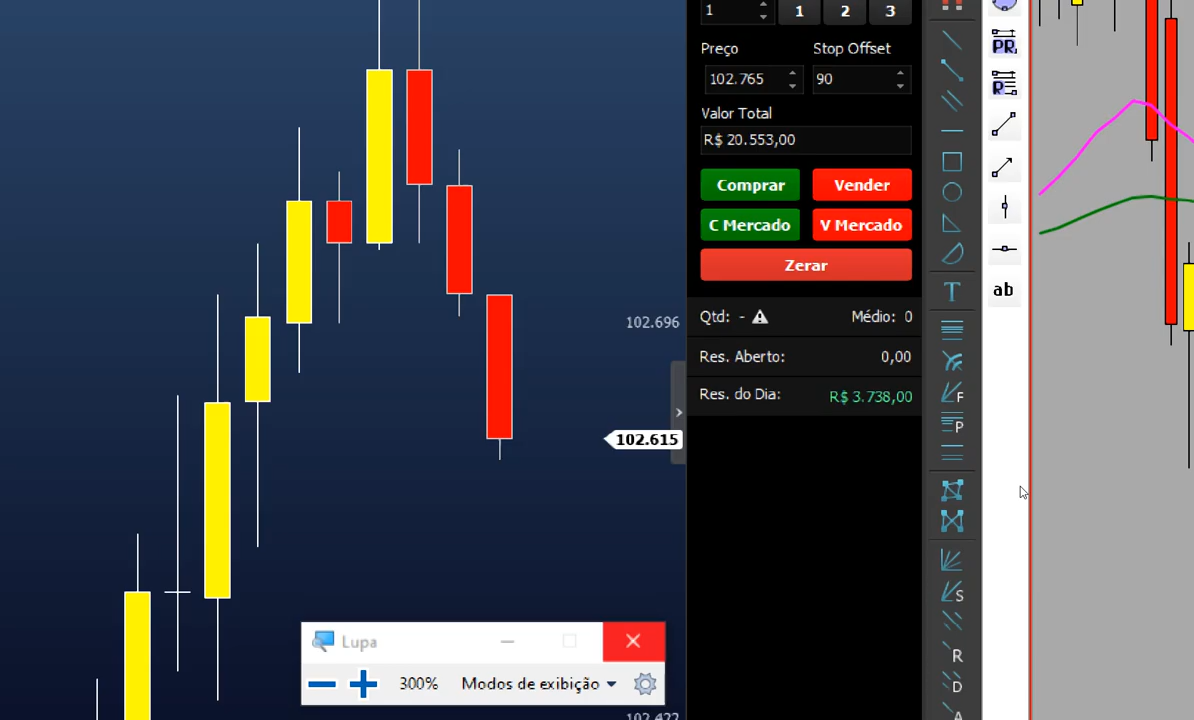 1 1 2 3
Preço Stop Offset
102.765 90
Valor Total
R$ 20.553,00
Comprar Vender
C Mercado V Mercado
Zerar
Qtd: - Médio: 0
Res. Aberto: 0,00
Res. do Dia: R$ 3.738,00
102.696
102.615
102.422
Lupa
300% Modos de exibição
T
F
P
S
R
D
A
PR
P
ab